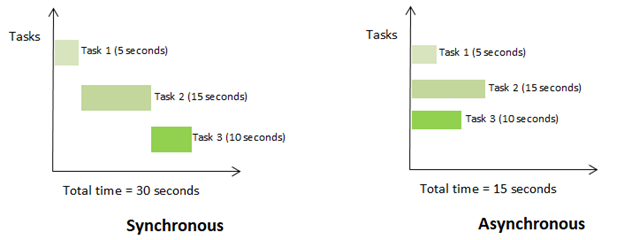 Tasks
Task 1 (5 seconds)
Task 2 (15 seconds)
Task 3 (10 seconds)
Total time = 30 seconds
Synchronous
Tasks
Task 1 (5 seconds)
Task 2 (15 seconds)
Task 3 (10 seconds)
Total time = 15 seconds
Asynchronous